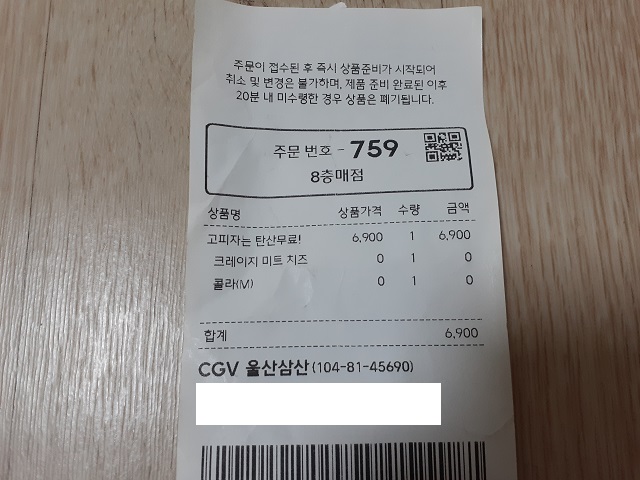 주문이 접수된 후 즉시 상품준비가 시작되어
취소 및 변경은 불가하며, 제품 준비 완료된 이후
20분 내 미수령한 경우 상품은 폐기됩니다.
주문 번호 - 759
8층매점
상품명 상품가격 수량 금액
고피자는 탄산무료! 6,900 1 6,900
크레이지 미트 치즈 0 1 0
콜라(M) 0 1 0
합계 6,900
CGV 울산삼산 (104-81-45690)